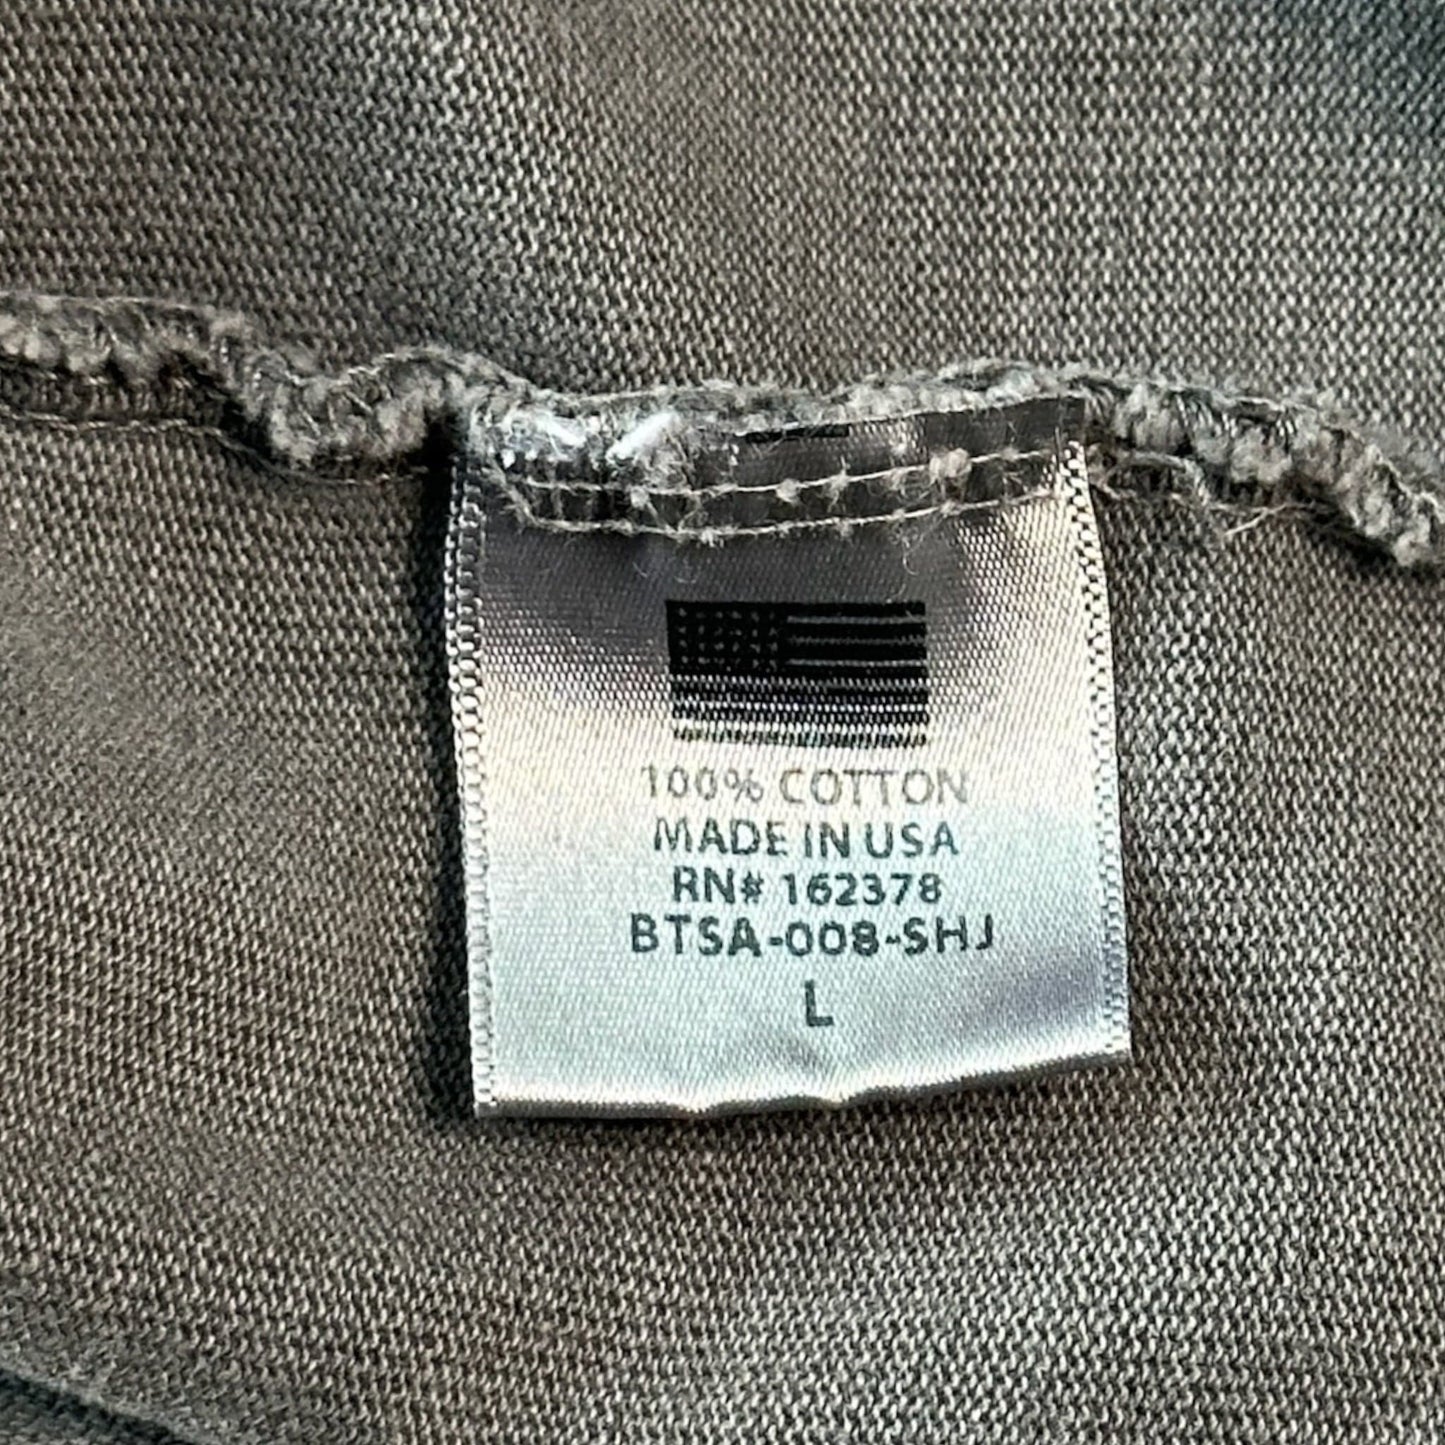 100% COTTON
MADE IN USA
RN# 162378
BTSA-008-SHJ
L